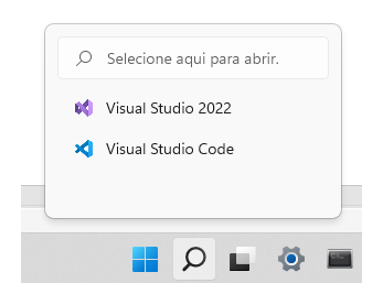 Selecione aqui para abrir.
Visual Studio 2022
Visual Studio Code